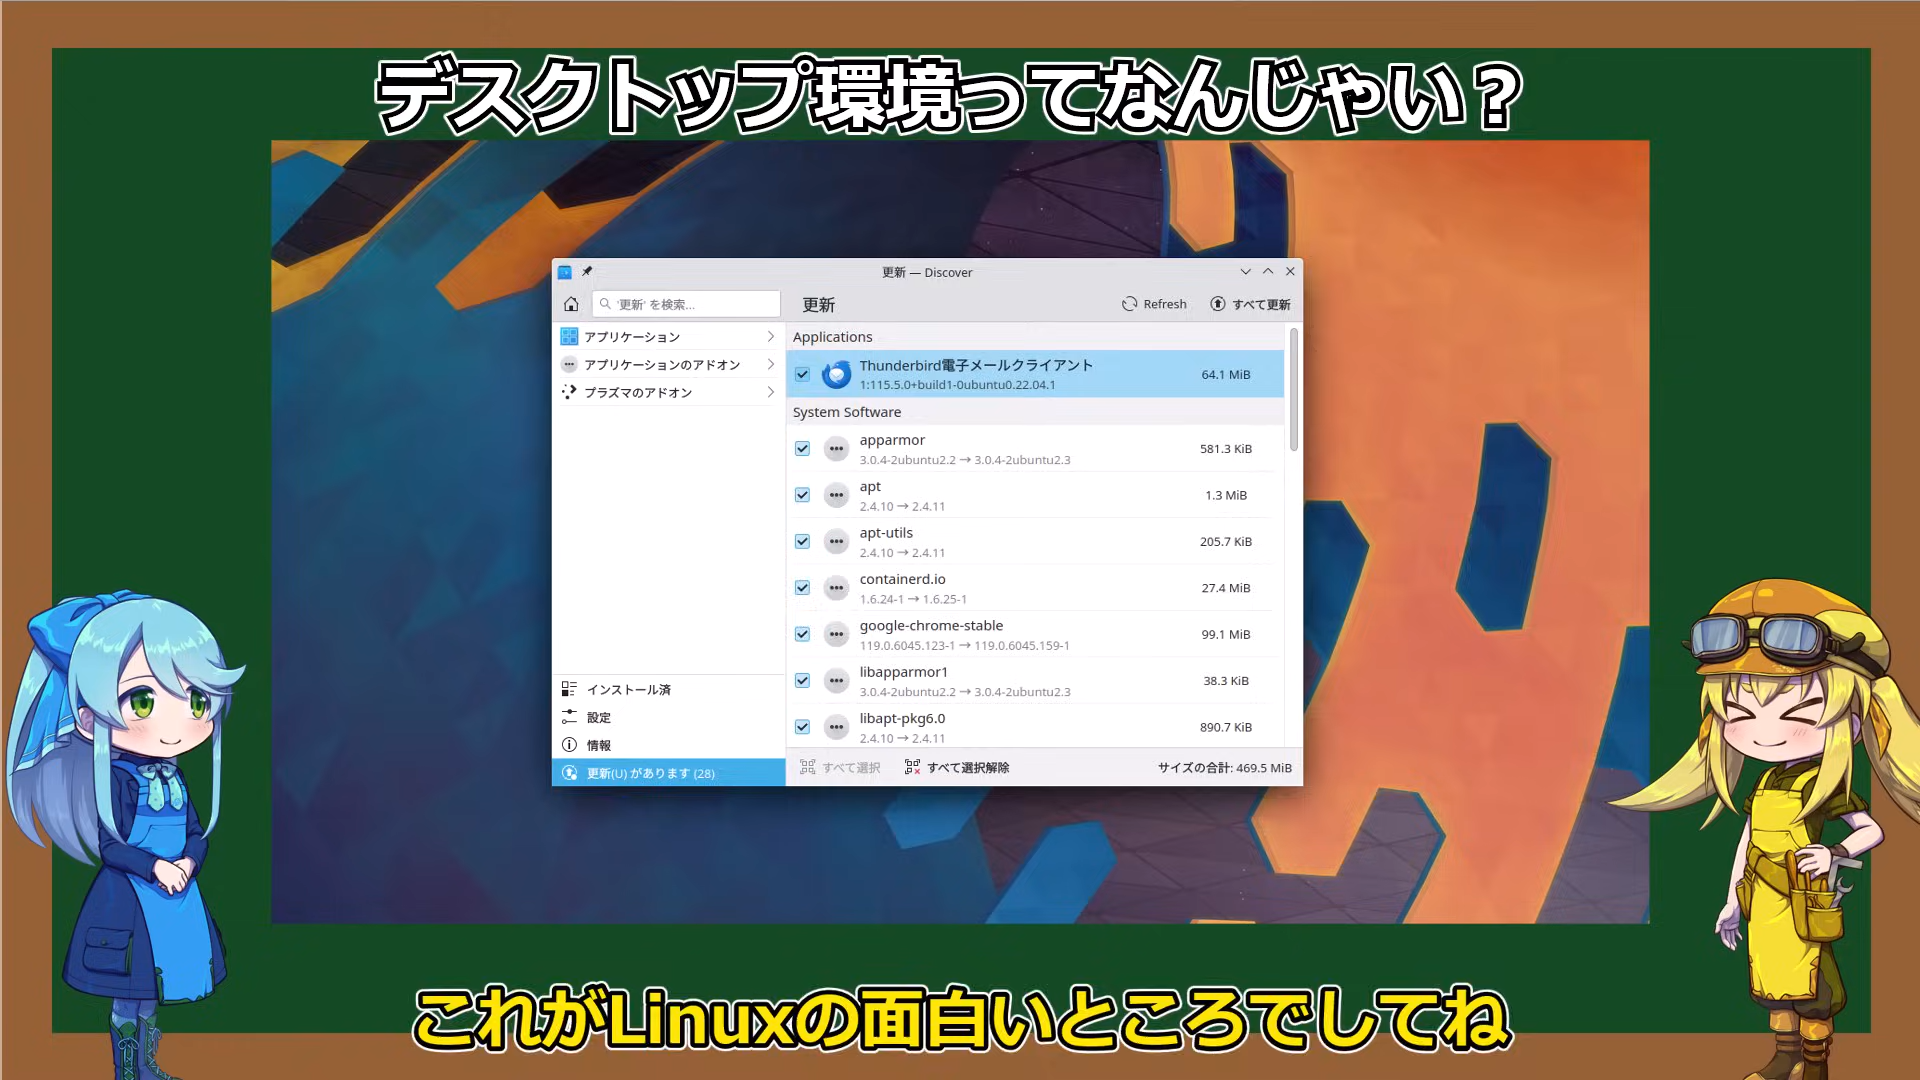 デスクトップ環境ってなんじゃい？
更新 — Discover
'更新' を検索...
更新
Refresh
すべて更新
アプリケーション
アプリケーションのアドオン
プラズマのアドオン
インストール済
設定
情報
更新(U) があります (28)
Applications
Thunderbird電子メールクライアント
1:115.5.0+build1-0ubuntu0.22.04.1
64.1 MiB
System Software
apparmor
3.0.4-2ubuntu2.2 → 3.0.4-2ubuntu2.3
581.3 KiB
apt
2.4.10 → 2.4.11
1.3 MiB
apt-utils
2.4.10 → 2.4.11
205.7 KiB
containerd.io
1.6.24-1 → 1.6.25-1
27.4 MiB
google-chrome-stable
119.0.6045.123-1 → 119.0.6045.159-1
99.1 MiB
libapparmor1
3.0.4-2ubuntu2.2 → 3.0.4-2ubuntu2.3
38.3 KiB
libapt-pkg6.0
2.4.10 → 2.4.11
890.7 KiB
すべて選択
すべて選択解除
サイズの合計: 469.5 MiB
これがLinuxの面白いところでしてね